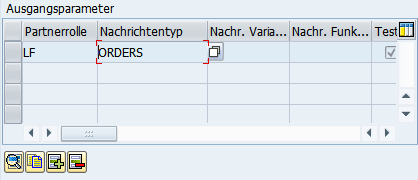 Ausgangsparameter
Partnerrolle Nachrichtentyp Nachr. Varia... Nachr. Funk... Test
LF ORDERS